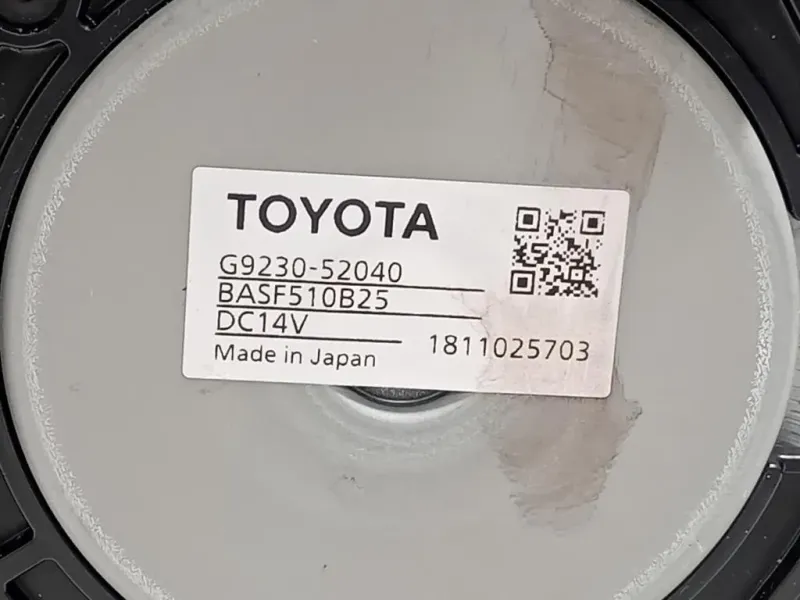 TOYOTA
G9230-52040
BASF510B25
DC14V
1811025703
Made in Japan